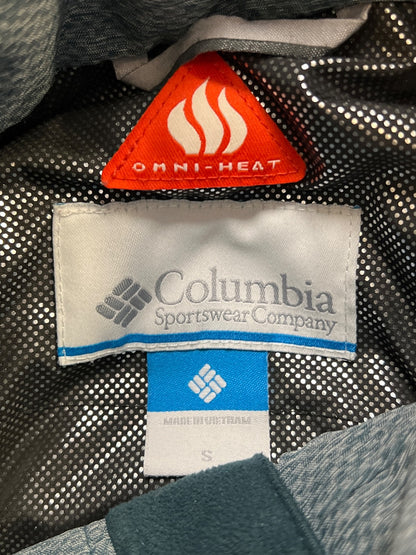 OMNI-HEAT
Columbia
Sportswear Company
MADE IN VIETNAM
S